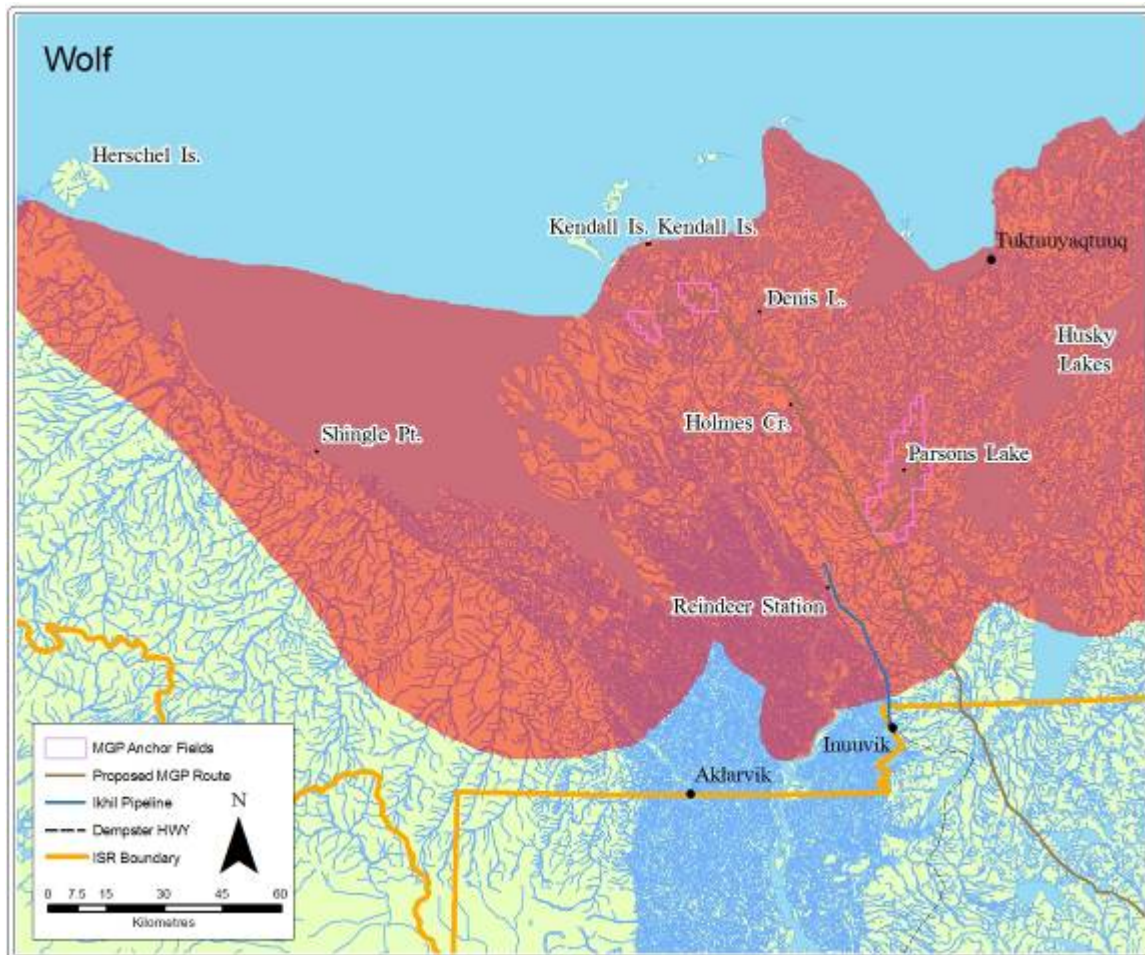 Wolf
Herschel Is.
Kendall Is. Kendall Is.
Tuktuuyaqtuuq
Denis L.
Husky
Lakes
Holmes Cr.
Shingle Pt.
Parsons Lake
Reindeer Station
Inuuvik
Aklarvik
MGP Anchor Fields
Proposed MGP Route
Ikhil Pipeline
Dempster HWY
ISR Boundary
N
0 7.5 15 30 45 60
Kilometres